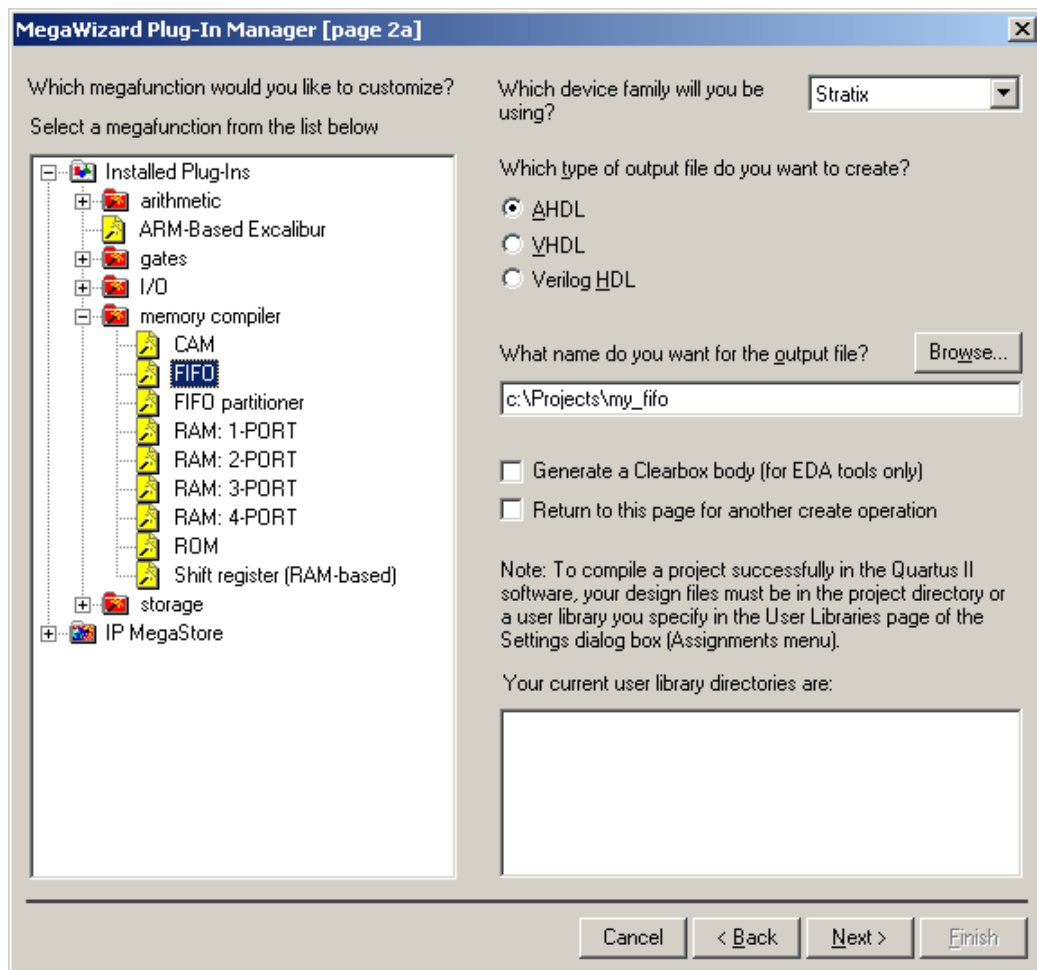 MegaWizard Plug-In Manager [page 2a]
Which megafunction would you like to customize?
Select a megafunction from the list below
Installed Plug-Ins
arithmetic
ARM-Based Excalibur
gates
I/O
memory compiler
CAM
FIFO
FIFO partitioner
RAM: 1-PORT
RAM: 2-PORT
RAM: 3-PORT
RAM: 4-PORT
ROM
Shift register (RAM-based)
storage
IP MegaStore
Which device family will you be
using?
Stratix
Which type of output file do you want to create?
AHDL
VHDL
Verilog HDL
What name do you want for the output file?
Browse...
c:\Projects\my_fifo
Generate a Clearbox body (for EDA tools only)
Return to this page for another create operation
Note: To compile a project successfully in the Quartus II
software, your design files must be in the project directory or
a user library you specify in the User Libraries page of the
Settings dialog box (Assignments menu).
Your current user library directories are:
Cancel
< Back
Next >
Finish